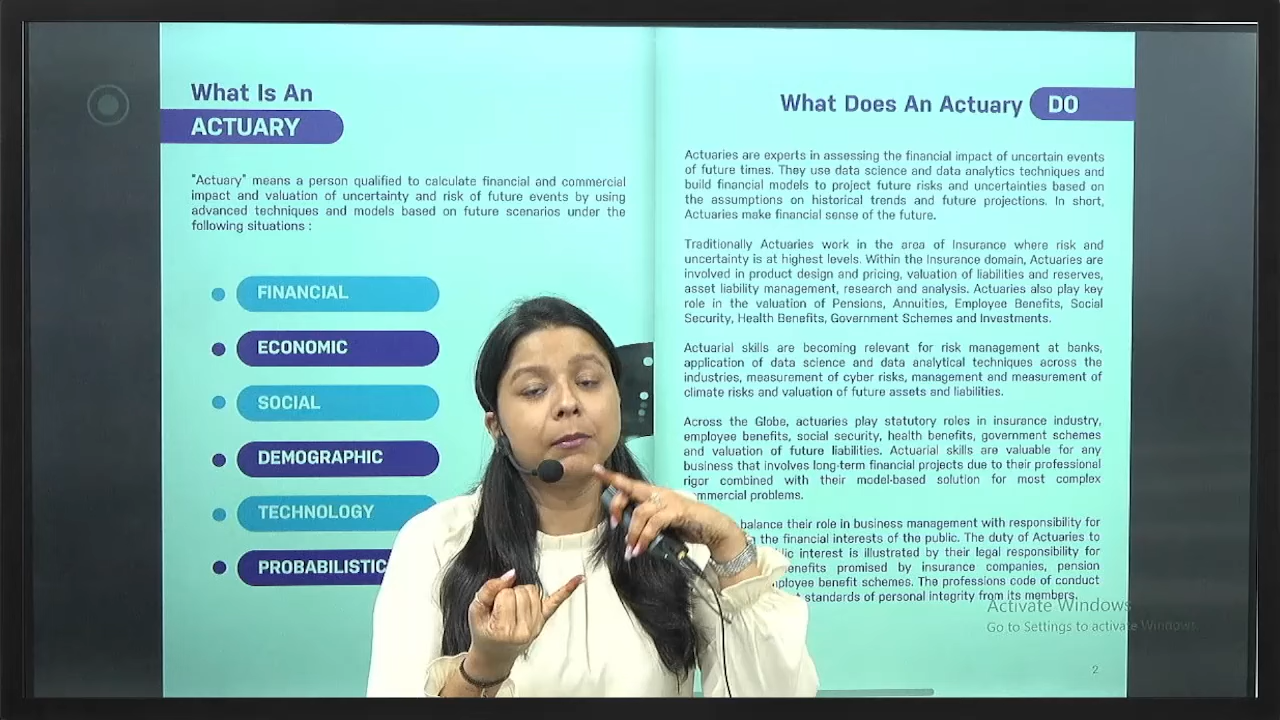 What Is An
ACTUARY
"Actuary" means a person qualified to calculate financial and commercial
impact and valuation of uncertainty and risk of future events by using
advanced techniques and models based on future scenarios under the
following situations :
FINANCIAL
ECONOMIC
SOCIAL
DEMOGRAPHIC
TECHNOLOGY
PROBABILISTIC
What Does An Actuary DO
Actuaries are experts in assessing the financial impact of uncertain events
of future times. They use data science and data analytics techniques and
build financial models to project future risks and uncertainties based on
the assumptions on historical trends and future projections. In short,
Actuaries make financial sense of the future.
Traditionally Actuaries work in the area of Insurance where risk and
uncertainty is at highest levels. Within the Insurance domain, Actuaries are
involved in product design and pricing, valuation of liabilities and reserves,
asset liability management, research and analysis. Actuaries also play key
role in the valuation of Pensions, Annuities, Employee Benefits, Social
Security, Health Benefits, Government Schemes and Investments.
Actuarial skills are becoming relevant for risk management at banks,
application of data science and data analytical techniques across the
industries, measurement of cyber risks, management and measurement of
climate risks and valuation of future assets and liabilities.
Across the Globe, actuaries play statutory roles in insurance industry,
employee benefits, social security, health benefits, government schemes
and valuation of future liabilities. Actuarial skills are valuable for any
business that involves long-term financial projects due to their professional
rigor combined with their model-based solution for most complex
mmercial problems.
balance their role in business management with responsibility for
the financial interests of the public. The duty of Actuaries to
interest is illustrated by their legal responsibility for
enefits promised by insurance companies, pension
ployee benefit schemes. The professions code of conduct
standards of personal integrity from its members.
Activate Windows
Go to Settings to activate Windows.
2